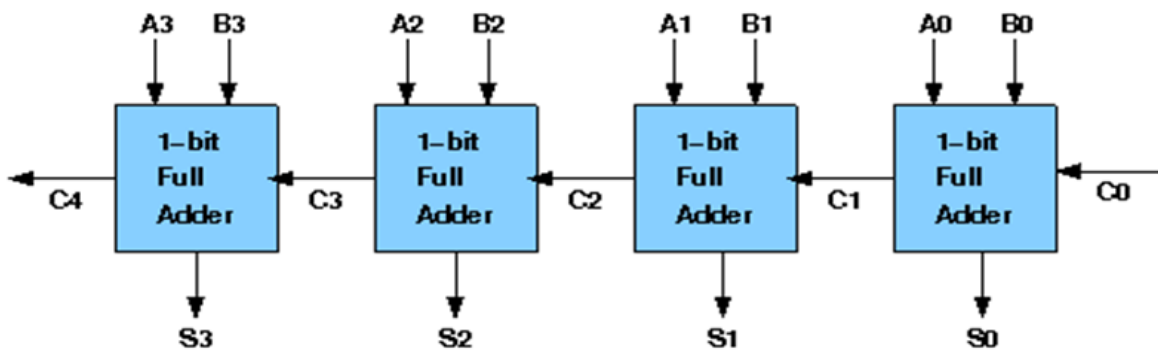 A3 B3 A2 B2 A1 B1 A0 B0
1-bit 1-bit 1-bit 1-bit
Full Full Full Full
Adder Adder Adder Adder
C4 C3 C2 C1 C0
S3 S2 S1 S0